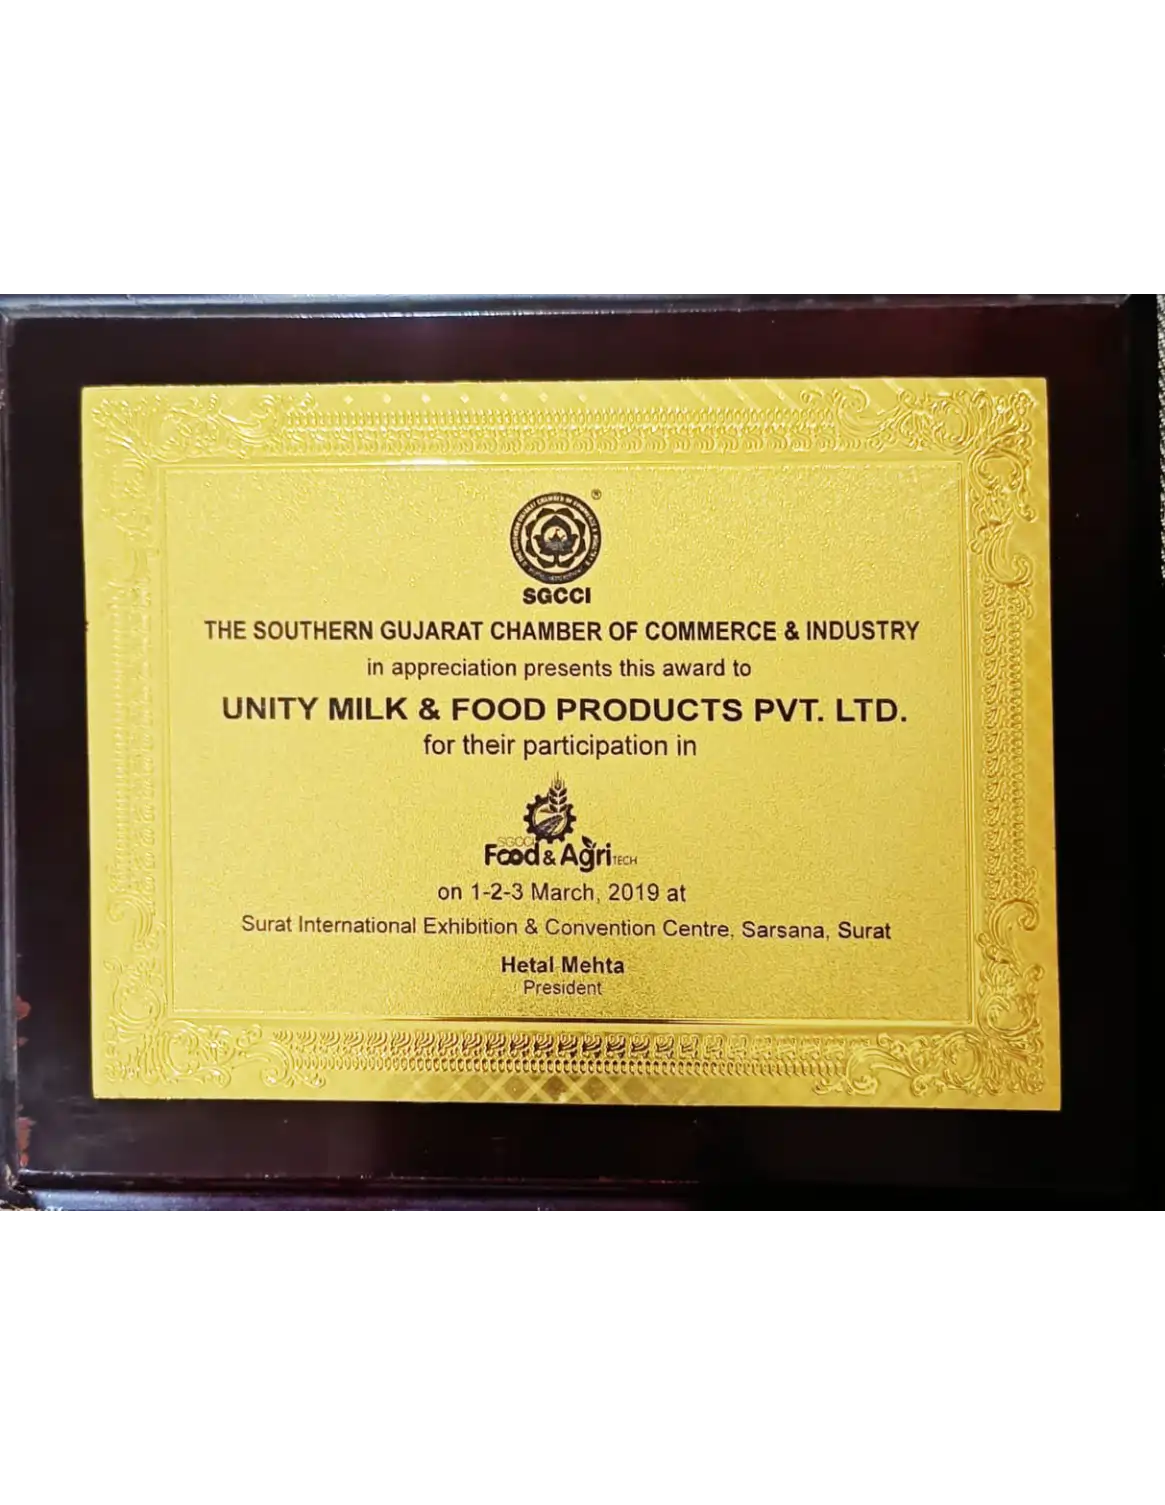 ®
SGCCI
THE SOUTHERN GUJARAT CHAMBER OF COMMERCE & INDUSTRY
in appreciation presents this award to
UNITY MILK & FOOD PRODUCTS PVT. LTD.
for their participation in
SGCCI
Food & Agri TECH
on 1-2-3 March, 2019 at
Surat International Exhibition & Convention Centre, Sarsana, Surat
Hetal Mehta
President